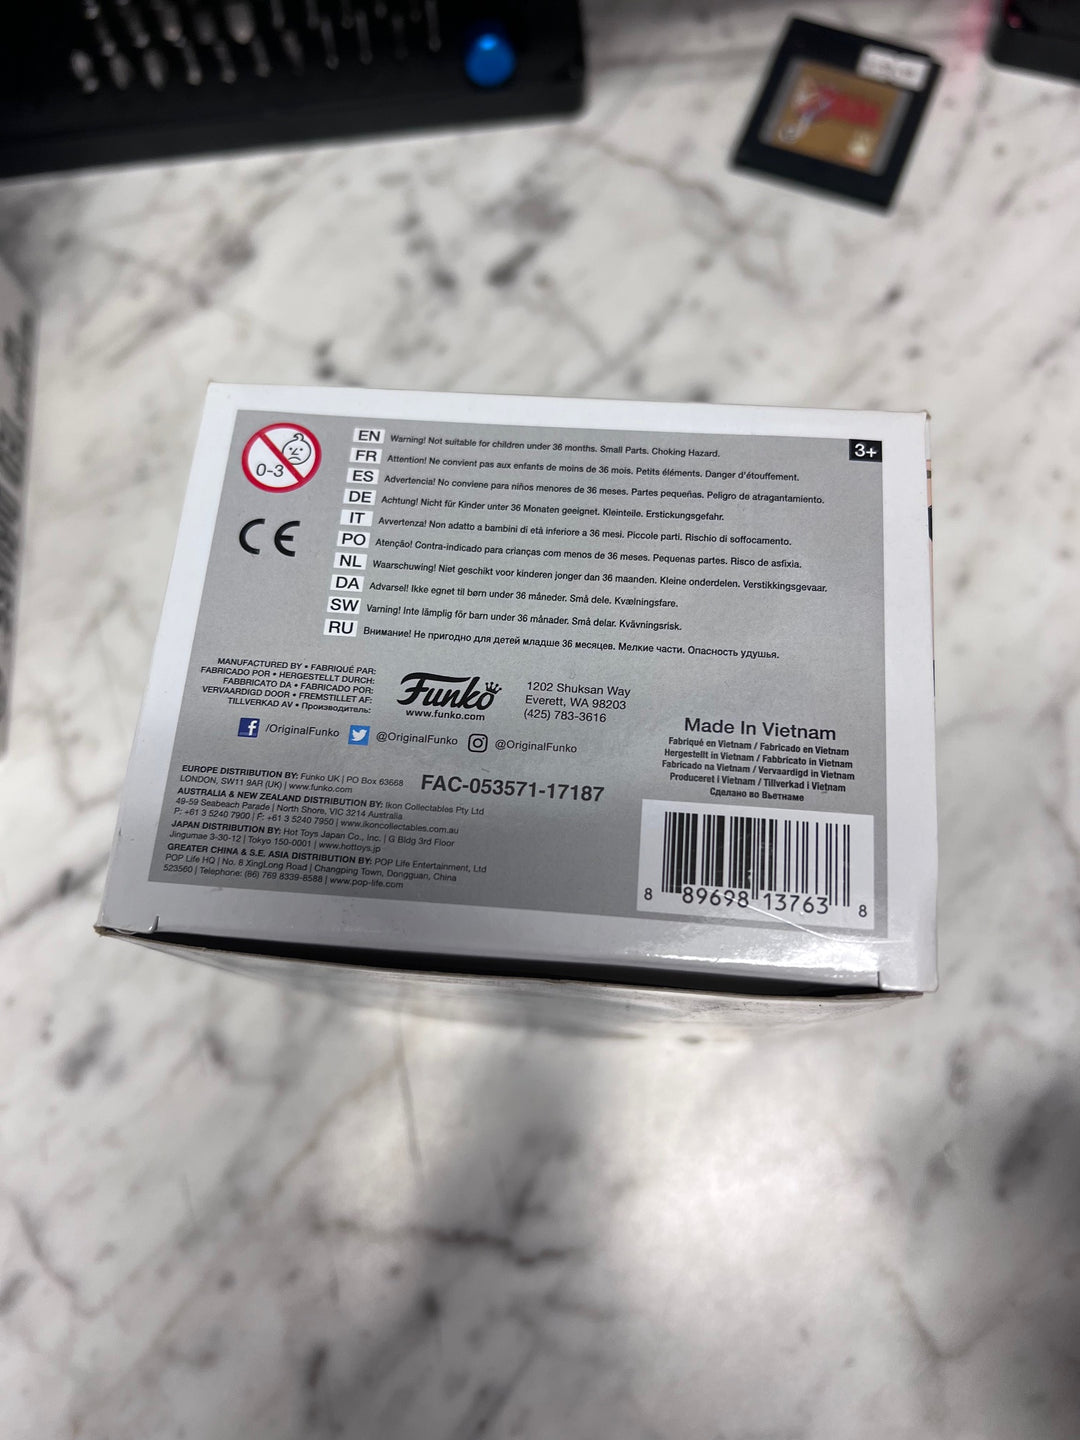 0-3
EN Warning! Not suitable for children under 36 months. Small Parts. Choking Hazard.
3+
FR Attention! Ne convient pas aux enfants de moins de 36 mois. Petits éléments. Danger d'étouffement.
ES Advertencia! No conviene para niños menores de 36 meses. Partes pequeñas. Peligro de atragantamiento.
DE Achtung! Nicht für Kinder unter 36 Monaten geeignet. Kleinteile. Erstickungsgefahr.
IT Avvertenza! Non adatto a bambini di età inferiore a 36 mesi. Piccole parti. Rischio di soffocamento.
PO Atenção! Contra-indicado para crianças com menos de 36 meses. Pequenas partes. Risco de asfixia.
NL Waarschuwing! Niet geschikt voor kinderen jonger dan 36 maanden. Kleine onderdelen. Verstikkingsgevaar.
DA Advarsel! Ikke egnet til børn under 36 måneder. Små dele. Kvælningsfare.
SW Varning! Inte lämplig för barn under 36 månader. Små delar. Kvävningsrisk.
RU Внимание! Не пригодно для детей младше 36 месяцев. Мелкие части. Опасность удушья.
CE
MANUFACTURED BY • FABRIQUÉ PAR:
FABRICADO POR • HERGESTELLT DURCH:
FABBRICATO DA • FABRICADO POR:
VERVAARDIGD DOOR • FREMSTILLET AF:
TILLVERKAD AV • Производитель:
Funko
www.funko.com
1202 Shuksan Way
Everett, WA 98203
(425) 783-3616
/OriginalFunko @OriginalFunko @OriginalFunko
Made In Vietnam
Fabriqué en Vietnam / Fabricado en Vietnam
Hergestellt in Vietnam / Fabbricato in Vietnam
Fabricado na Vietnam / Vervaardigd in Vietnam
Produceret i Vietnam / Tillverkad i Vietnam
Сделано во Вьетнаме
EUROPE DISTRIBUTION BY: Funko UK | PO Box 63668
LONDON, SW11 9AR (UK) | www.funko.com
AUSTRALIA & NEW ZEALAND DISTRIBUTION BY: Ikon Collectables Pty Ltd
49-59 Seabeach Parade | North Shore, VIC 3214 Australia
P: +61 3 5240 7900 | F: +61 3 5240 7950 | www.ikoncollectables.com.au
JAPAN DISTRIBUTION BY: Hot Toys Japan Co., Inc. | G Bldg 3rd Floor
Jingumae 3-30-12 | Tokyo 150-0001 | www.hottoys.jp
GREATER CHINA & S.E. ASIA DISTRIBUTION BY: POP Life Entertainment, Ltd
POP Life HQ | No. 8 XingLong Road | Changping Town, Dongguan, China
523560 | Telephone: (86) 769 8339-8588 | www.pop-life.com
FAC-053571-17187
8 89698 13763 8